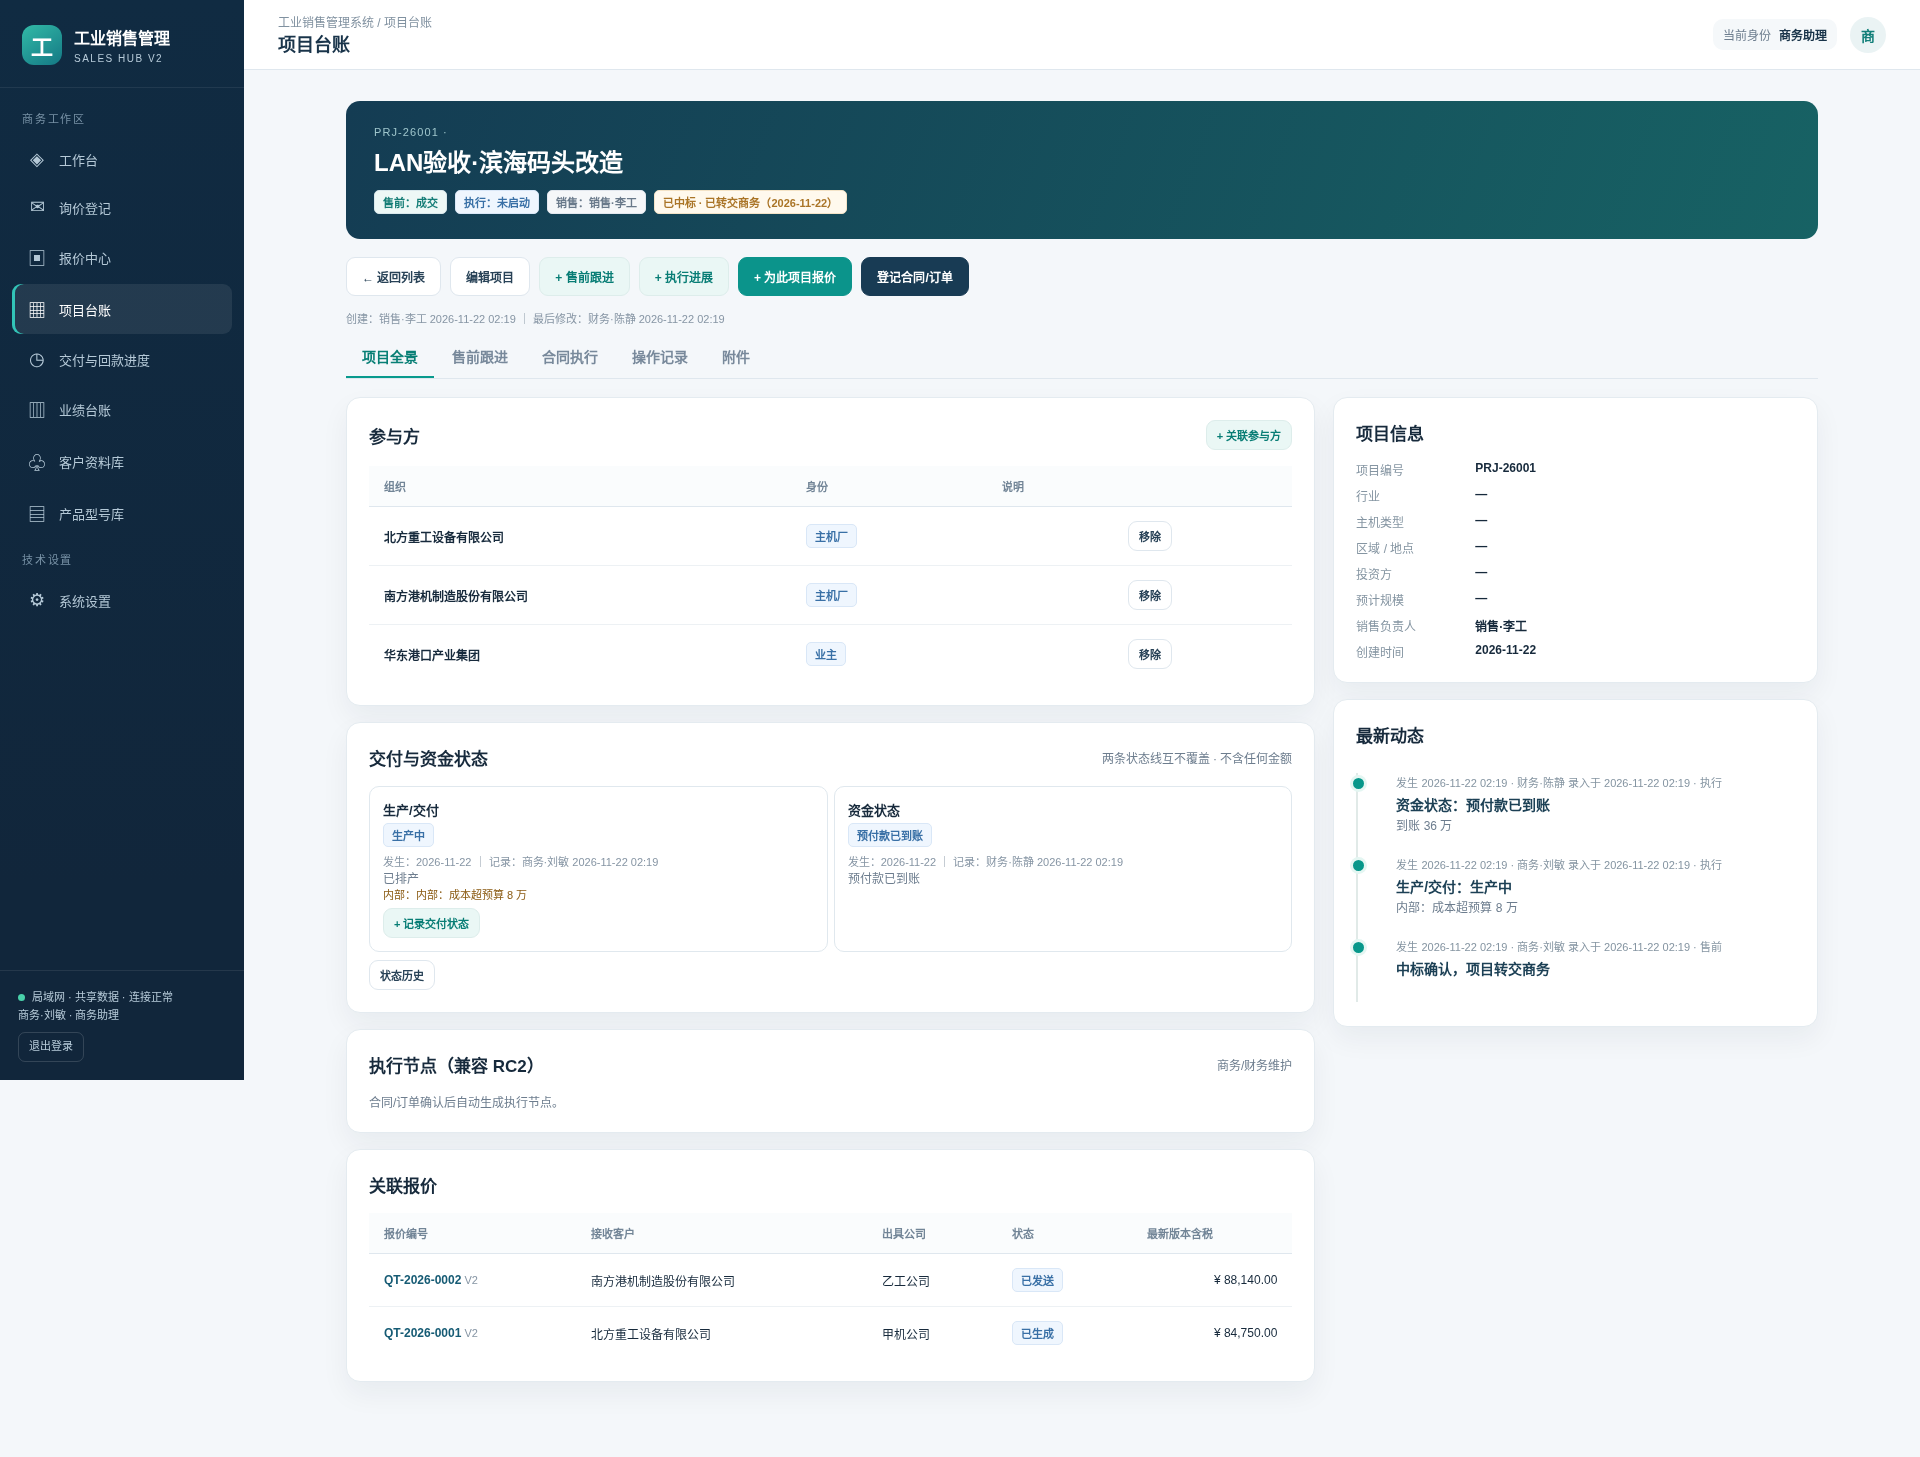 工
工业销售管理
SALES HUB V2
商务工作区
工作台
询价登记
报价中心
项目台账
交付与回款进度
业绩台账
客户资料库
产品型号库
技术设置
系统设置
局域网 · 共享数据 · 连接正常
商务·刘敏 · 商务助理
退出登录
工业销售管理系统 / 项目台账
项目台账
当前身份 商务助理
商
PRJ-26001 ·
LAN验收·滨海码头改造
售前：成交 执行：未启动 销售：销售·李工 已中标 · 已转交商务（2026-11-22）
← 返回列表 编辑项目 + 售前跟进 + 执行进展 + 为此项目报价 登记合同/订单
创建：销售·李工 2026-11-22 02:19 ｜ 最后修改：财务·陈静 2026-11-22 02:19
项目全景 售前跟进 合同执行 操作记录 附件
参与方 + 关联参与方
组织 身份 说明
北方重工设备有限公司 主机厂 移除
南方港机制造股份有限公司 主机厂 移除
华东港口产业集团 业主 移除
交付与资金状态 两条状态线互不覆盖 · 不含任何金额
生产/交付
生产中
发生：2026-11-22 ｜ 记录：商务·刘敏 2026-11-22 02:19
已排产
内部：内部：成本超预算 8 万
+ 记录交付状态
资金状态
预付款已到账
发生：2026-11-22 ｜ 记录：财务·陈静 2026-11-22 02:19
预付款已到账
状态历史
执行节点（兼容 RC2） 商务/财务维护
合同/订单确认后自动生成执行节点。
关联报价
报价编号 接收客户 出具公司 状态 最新版本含税
QT-2026-0002 V2 南方港机制造股份有限公司 乙工公司 已发送 ¥ 88,140.00
QT-2026-0001 V2 北方重工设备有限公司 甲机公司 已生成 ¥ 84,750.00
项目信息
项目编号 PRJ-26001
行业 —
主机类型 —
区域 / 地点 —
投资方 —
预计规模 —
销售负责人 销售·李工
创建时间 2026-11-22
最新动态
发生 2026-11-22 02:19 · 财务·陈静 录入于 2026-11-22 02:19 · 执行
资金状态：预付款已到账
到账 36 万
发生 2026-11-22 02:19 · 商务·刘敏 录入于 2026-11-22 02:19 · 执行
生产/交付：生产中
内部：成本超预算 8 万
发生 2026-11-22 02:19 · 商务·刘敏 录入于 2026-11-22 02:19 · 售前
中标确认，项目转交商务